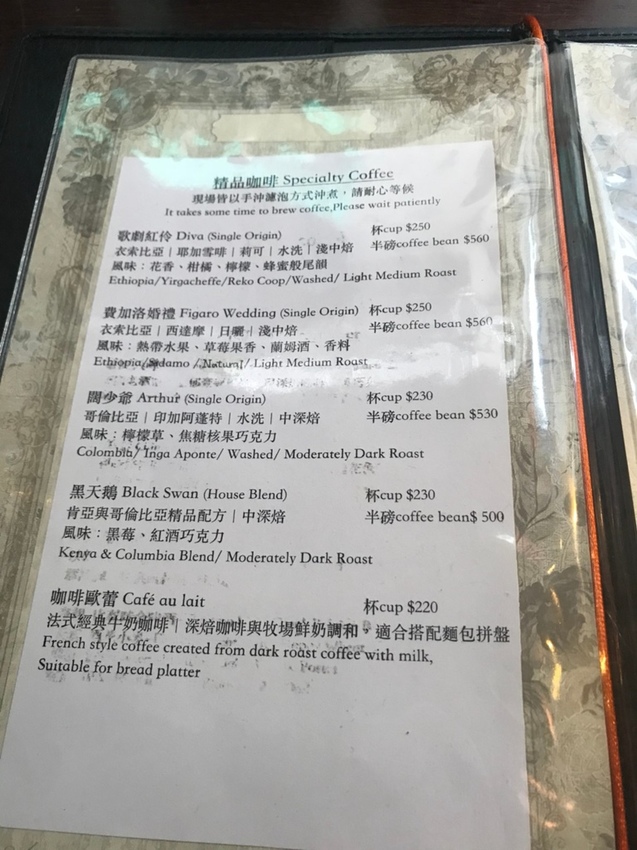 精品咖啡 Specialty Coffee
現場皆以手沖濾泡方式沖煮，請耐心等候
It takes some time to brew coffee,Please wait patiently
歌劇紅伶 Diva (Single Origin) 杯cup $250
衣索比亞｜耶加雪啡｜莉可｜水洗｜淺中焙 半磅coffee bean $560
風味：花香、柑橘、檸檬、蜂蜜般尾韻
Ethiopia/Yirgacheffe/Reko Coop/Washed/ Light Medium Roast
費加洛婚禮 Figaro Wedding (Single Origin) 杯cup $250
衣索比亞｜西達摩｜日曬｜淺中焙 半磅coffee bean $560
風味：熱帶水果、草莓果香、蘭姆酒、香料
Ethiopia/Sidamo /Natural/ Light Medium Roast
闊少爺 Arthur (Single Origin) 杯cup $230
哥倫比亞｜印加阿蓬特｜水洗｜中深焙 半磅coffee bean $530
風味：檸檬草、焦糖核果巧克力
Colombia/ Inga Aponte/ Washed/ Moderately Dark Roast
黑天鵝 Black Swan (House Blend) 杯cup $230
肯亞與哥倫比亞精品配方｜中深焙 半磅coffee bean$ 500
風味：黑莓、紅酒巧克力
Kenya & Columbia Blend/ Moderately Dark Roast
咖啡歐蕾 Café au lait 杯cup $220
法式經典牛奶咖啡｜深焙咖啡與牧場鮮奶調和，適合搭配麵包拼盤
French style coffee created from dark roast coffee with milk,
Suitable for bread platter